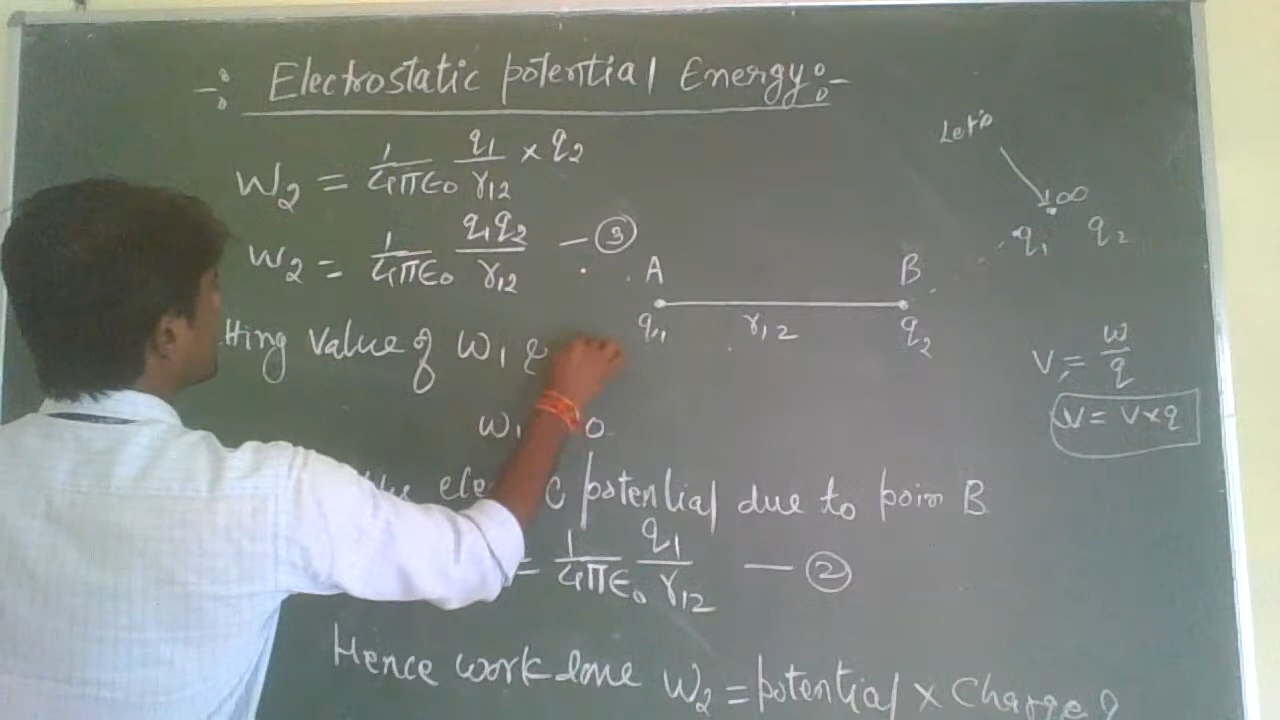 -: Electrostatic potential Energy:-
W₂ = 1/4πϵ₀ q₁/r₁₂ × q₂
W₂ = 1/4πϵ₀ q₁q₂/r₁₂ — ③
tting value of W₁ &
W₁ 0
potential due to poin B
= 1/4πϵ₀ q₁/r₁₂ — ②
Hence work done W₂ = potential × Charge
A B
q₁ r₁₂ q₂
Let's
∞
q₁ q₂
V = w/q
W = V×q